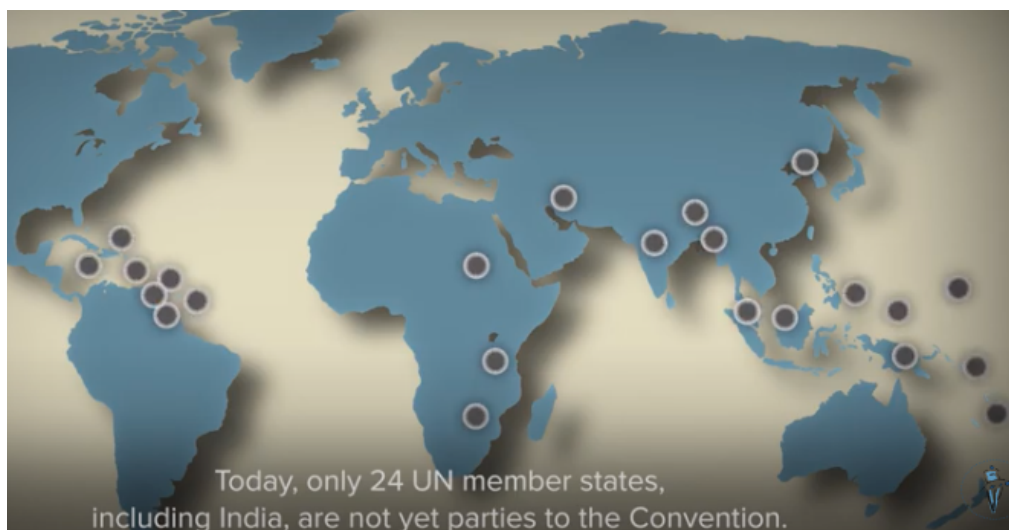 Today, only 24 UN member states,
including India, are not yet parties to the Convention.